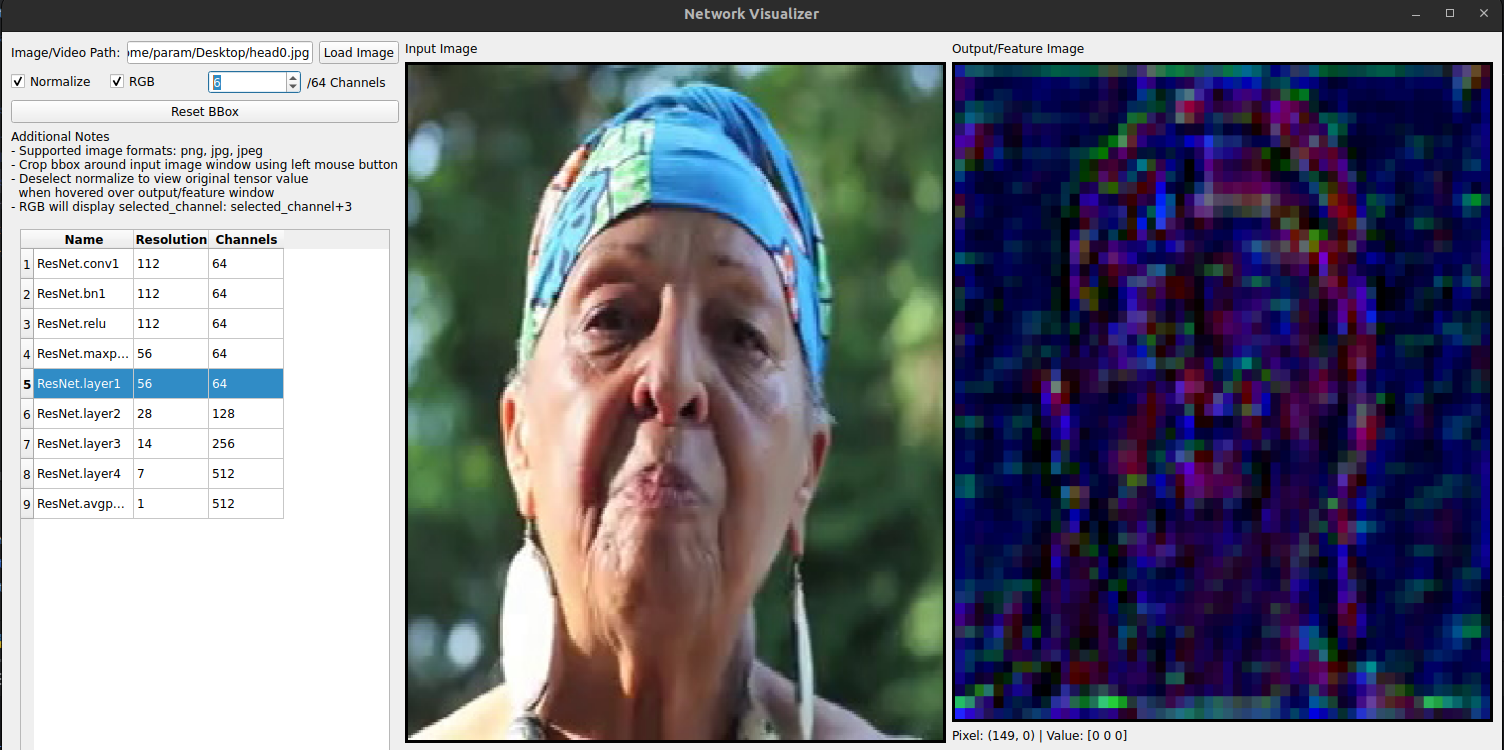 Network Visualizer
Image/Video Path: ome/param/Desktop/head0.jpg Load Image
Normalize RGB 6 /64 Channels
Reset BBox
Additional Notes
- Supported image formats: png, jpg, jpeg
- Crop bbox around input image window using left mouse button
- Deselect normalize to view original tensor value
when hovered over output/feature window
- RGB will display selected_channel: selected_channel+3
Name Resolution Channels
1 ResNet.conv1 112 64
2 ResNet.bn1 112 64
3 ResNet.relu 112 64
4 ResNet.maxp... 56 64
5 ResNet.layer1 56 64
6 ResNet.layer2 28 128
7 ResNet.layer3 14 256
8 ResNet.layer4 7 512
9 ResNet.avgp... 1 512
Input Image
Output/Feature Image
Pixel: (149, 0) | Value: [0 0 0]